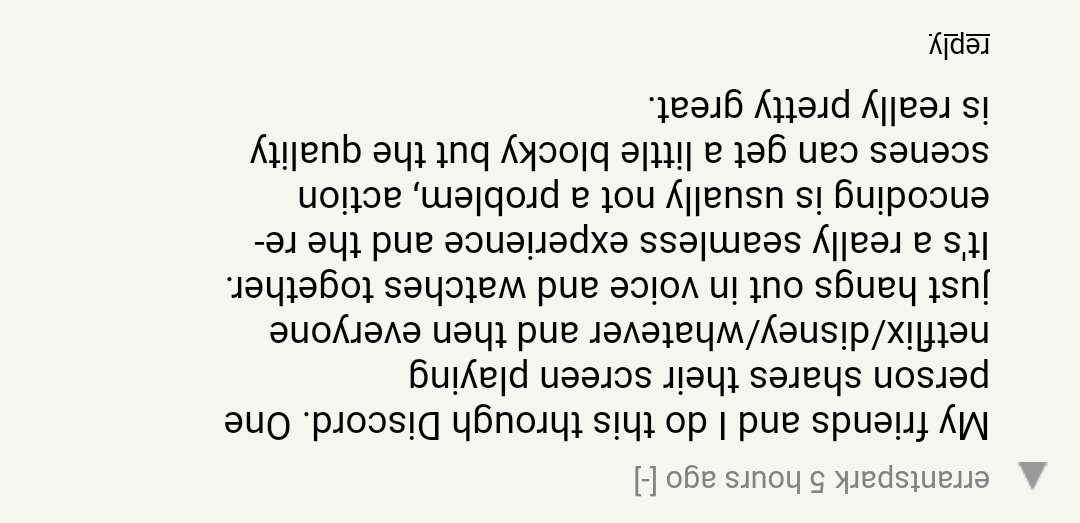 errantspark 5 hours ago [-]
My friends and I do this through Discord. One
person shares their screen playing
netflix/disney/whatever and then everyone
just hangs out in voice and watches together.
It's a really seamless experience and the re-
encoding is usually not a problem, action
scenes can get a little blocky but the quality
is really pretty great.
reply